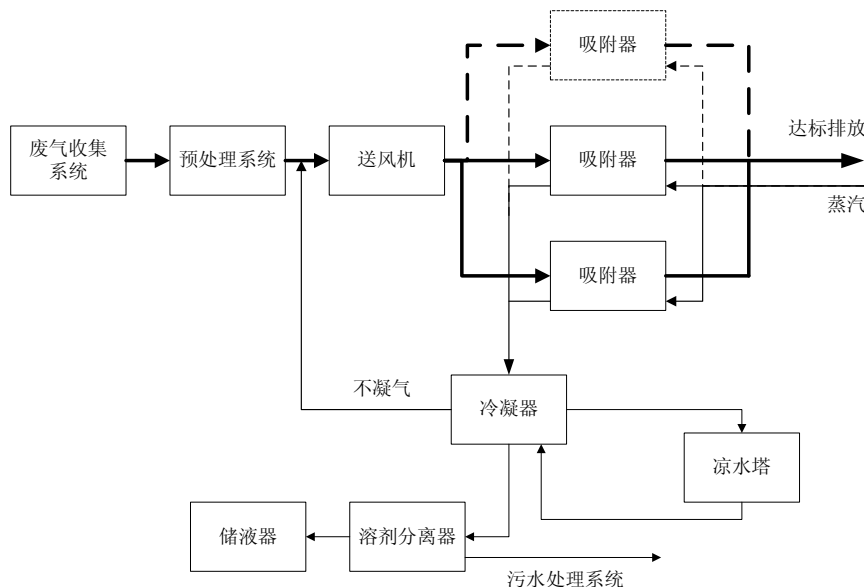 吸附器
达标排放
废气收集
系统
预处理系统
送风机
吸附器
蒸汽
吸附器
不凝气
冷凝器
凉水塔
储液器
溶剂分离器
污水处理系统